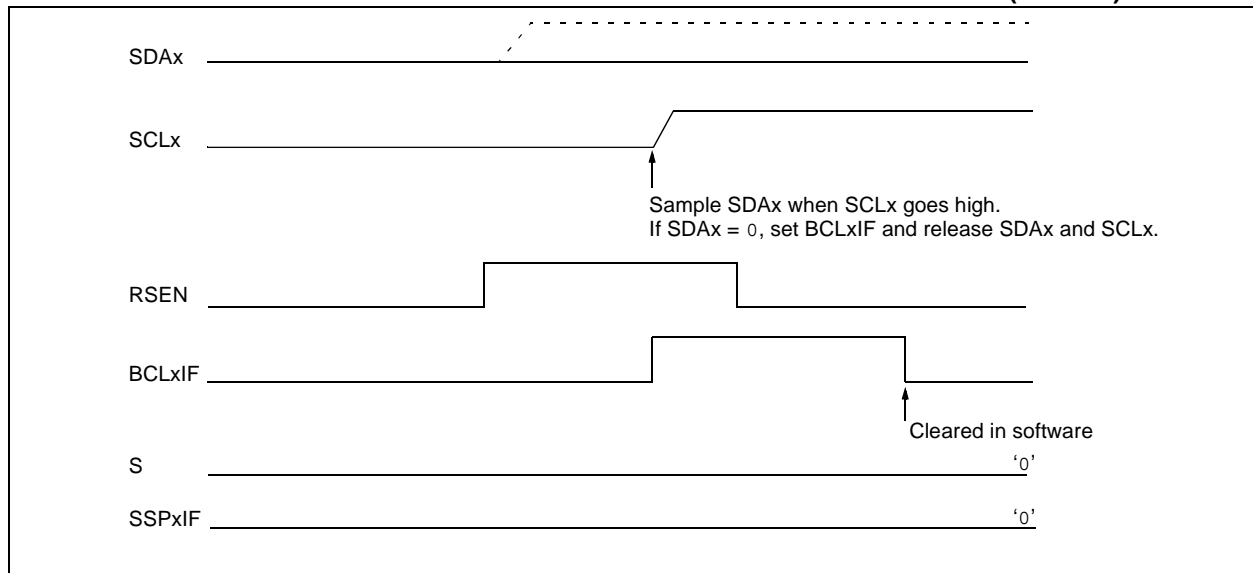 SDAx
SCLx
Sample SDAx when SCLx goes high.
If SDAx = 0, set BCLxIF and release SDAx and SCLx.
RSEN
BCLxIF
Cleared in software
S
‘0’
SSPxIF
‘0’